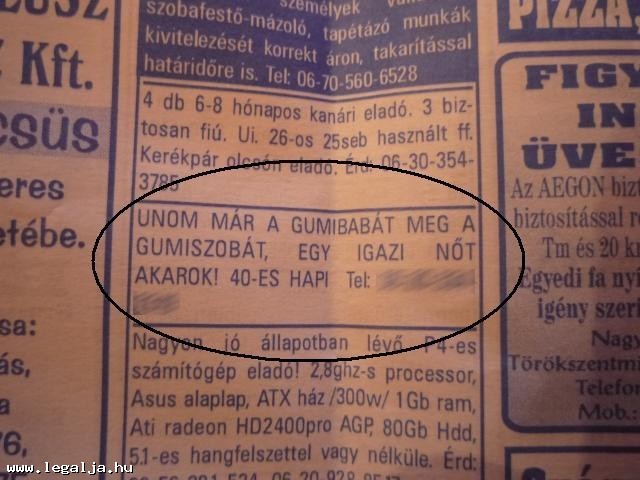 USZ
Kft.
csüs
eres
etébe.
sa:
ás,
a
76,
személyek
szobafestő-mázoló, tapétázó munkák
kivitelezését korrekt áron, takarítással
határidőre is. Tel: 06-70-560-6528
4 db 6-8 hónapos kanári eladó. 3 biz-
tosan fiú. Ui. 26-os 25seb használt ff.
Kerékpár olcsón eladó. Érd: 06-30-354-
3785
UNOM MÁR A GUMIBABÁT MEG A
GUMISZOBÁT, EGY IGAZI NŐT
AKAROK! 40-ES HAPI Tel:
Nagyon jó állapotban lévő P4-es
számítógép eladó! 2,8ghz-s processor,
Asus alaplap, ATX ház /300w/ 1Gb ram,
Ati radeon HD2400pro AGP, 80Gb Hdd,
5.1-es hangfelszettel vagy nélküle. Érd:
PIZZA
FIGY
IN
ÜVE
Az AEGON bizt
biztosítással r
Tm és 20 k
Egyedi fa nyí
igény szeri
Nagy
Törökszentmi
Telefo
Mob.:
www.legalja.hu